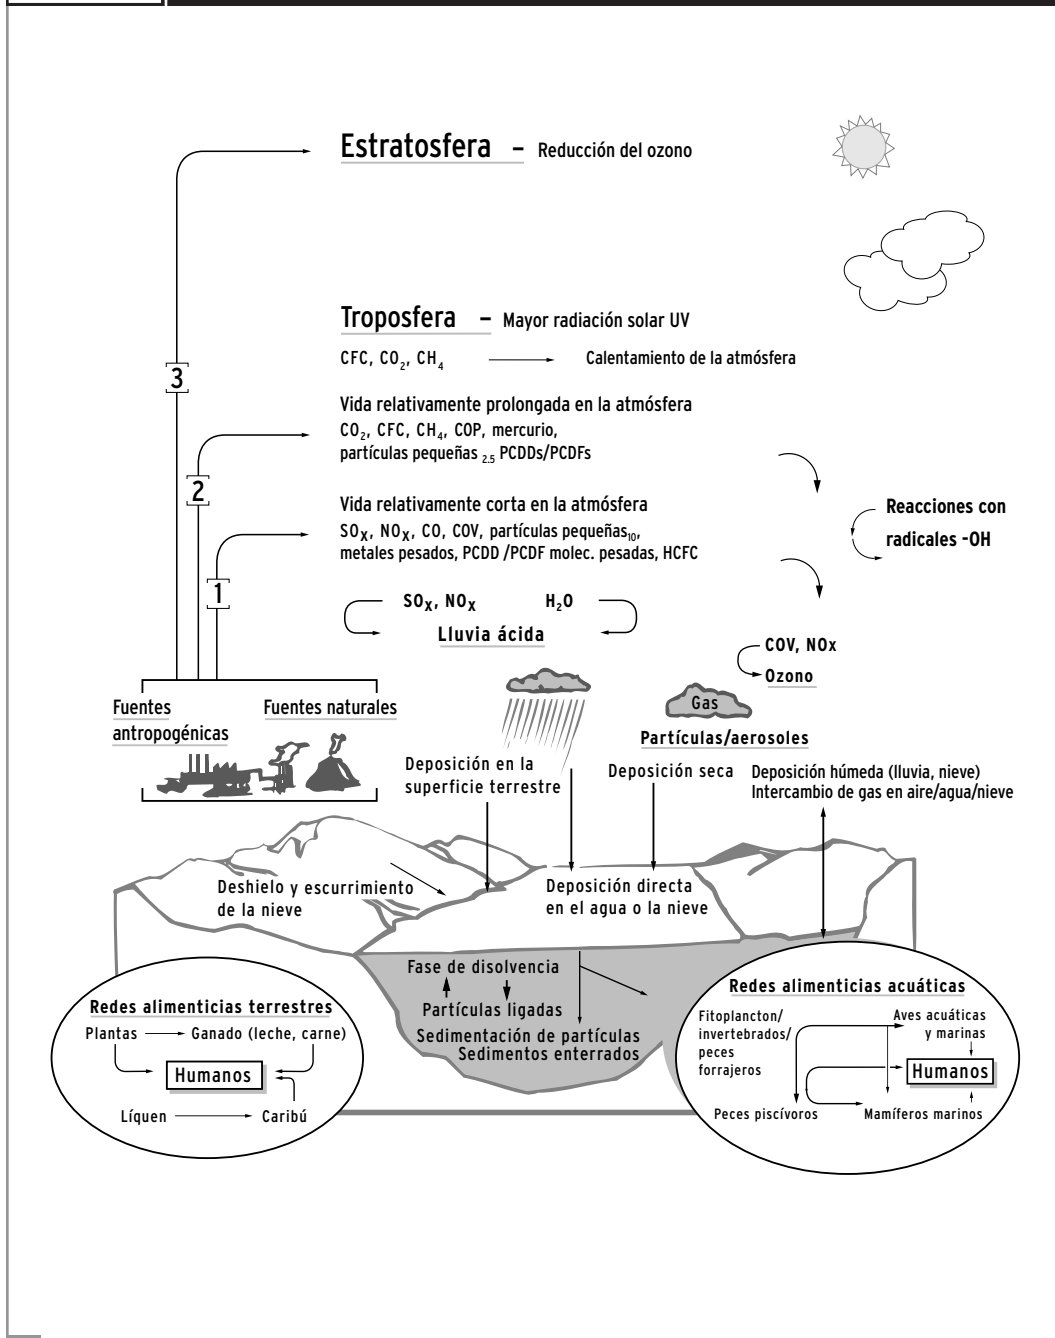 Estratosfera – Reducción del ozono
Troposfera – Mayor radiación solar UV
CFC, CO₂, CH₄ Calentamiento de la atmósfera
3
Vida relativamente prolongada en la atmósfera
CO₂, CFC, CH₄, COP, mercurio,
partículas pequeñas ₂.₅ PCDDs/PCDFs
2
Vida relativamente corta en la atmósfera
SOx, NOx, CO, COV, partículas pequeñas₁₀,
metales pesados, PCDD /PCDF molec. pesadas, HCFC
1
Reacciones con
radicales -OH
SOx, NOx H₂O
Lluvia ácida
COV, NOx
Ozono
Fuentes
antropogénicas
Fuentes naturales
Gas
Partículas/aerosoles
Deposición en la
superficie terrestre
Deposición seca
Deposición húmeda (lluvia, nieve)
Intercambio de gas en aire/agua/nieve
Deshielo y escurrimiento
de la nieve
Deposición directa
en el agua o la nieve
Fase de disolvencia
Partículas ligadas
Sedimentación de partículas
Sedimentos enterrados
Redes alimenticias terrestres
Plantas Ganado (leche, carne)
Humanos
Líquen Caribú
Redes alimenticias acuáticas
Fitoplancton/
invertebrados/
peces
forrajeros
Aves acuáticas
y marinas
Humanos
Peces piscívoros Mamíferos marinos